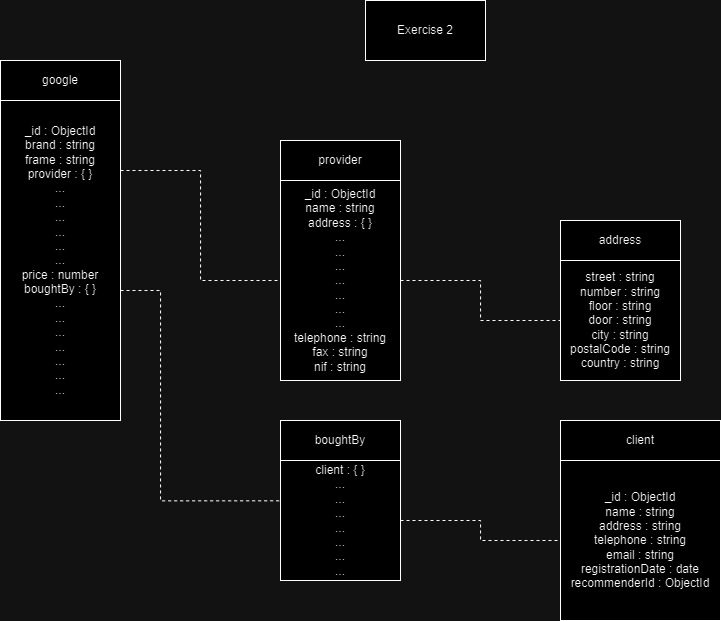 Exercise 2
google
_id : ObjectId
brand : string
frame : string
provider : { }
...
...
...
...
...
...
price : number
boughtBy : { }
...
...
...
...
...
...
...
provider
_id : ObjectId
name : string
address : { }
...
...
...
...
...
...
...
telephone : string
fax : string
nif : string
address
street : string
number : string
floor : string
door : string
city : string
postalCode : string
country : string
boughtBy
client : { }
...
...
...
...
...
...
...
client
_id : ObjectId
name : string
address : string
telephone : string
email : string
registrationDate : date
recommenderId : ObjectId